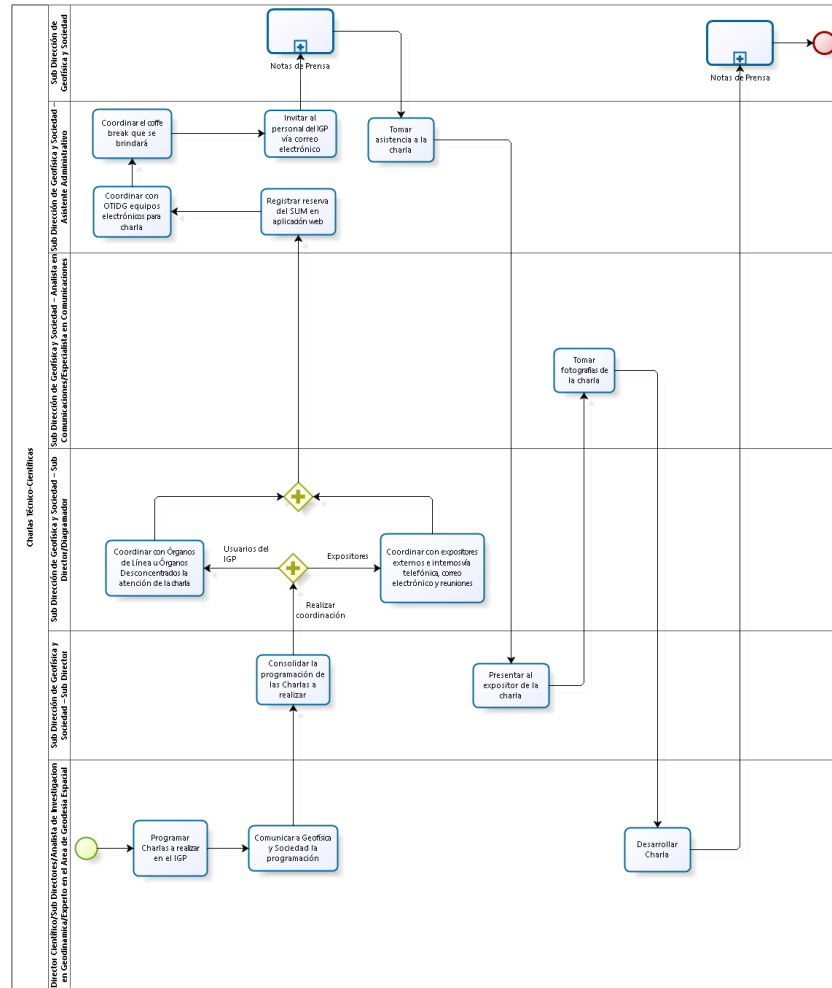 Charlas Técnico-Científicas
Sub Dirección de
Geofísica y Sociedad
Notas de Prensa
Notas de Prensa
Sub Dirección de Geofísica y Sociedad –
Asistente Administrativo
Coordinar el coffe
break que se
brindará
Invitar al
personal del IGP
vía correo
electrónico
Tomar
asistencia a la
charla
Coordinar con
OTIDG equipos
electrónicos para
charla
Registrar reserva
del SUM en
aplicación web
Sub Dirección de Geofísica y Sociedad – Analista en
Comunicaciones/Especialista en Comunicaciones
Tomar
fotografías de
la charla
Sub Dirección de Geofísica y Sociedad – Sub
Director/Diagramador
Coordinar con Órganos
de Línea u Órganos
Desconcentrados la
atención de la charla
Usuarios del
IGP
Expositores
Coordinar con expositores
externos e internos vía
telefónica, correo
electrónico y reuniones
Realizar
coordinación
Sub Dirección de Geofísica y
Sociedad – Sub Director
Consolidar la
programación de
las Charlas a
realizar
Presentar al
expositor de la
charla
Director Científico/Sub Directores/Analista de Investigacion
en Geodinamica/Experto en el Area de Geodesia Espacial
Programar
Charlas a realizar
en el IGP
Comunicar a Geofísica
y Sociedad la
programación
Desarrollar
Charla